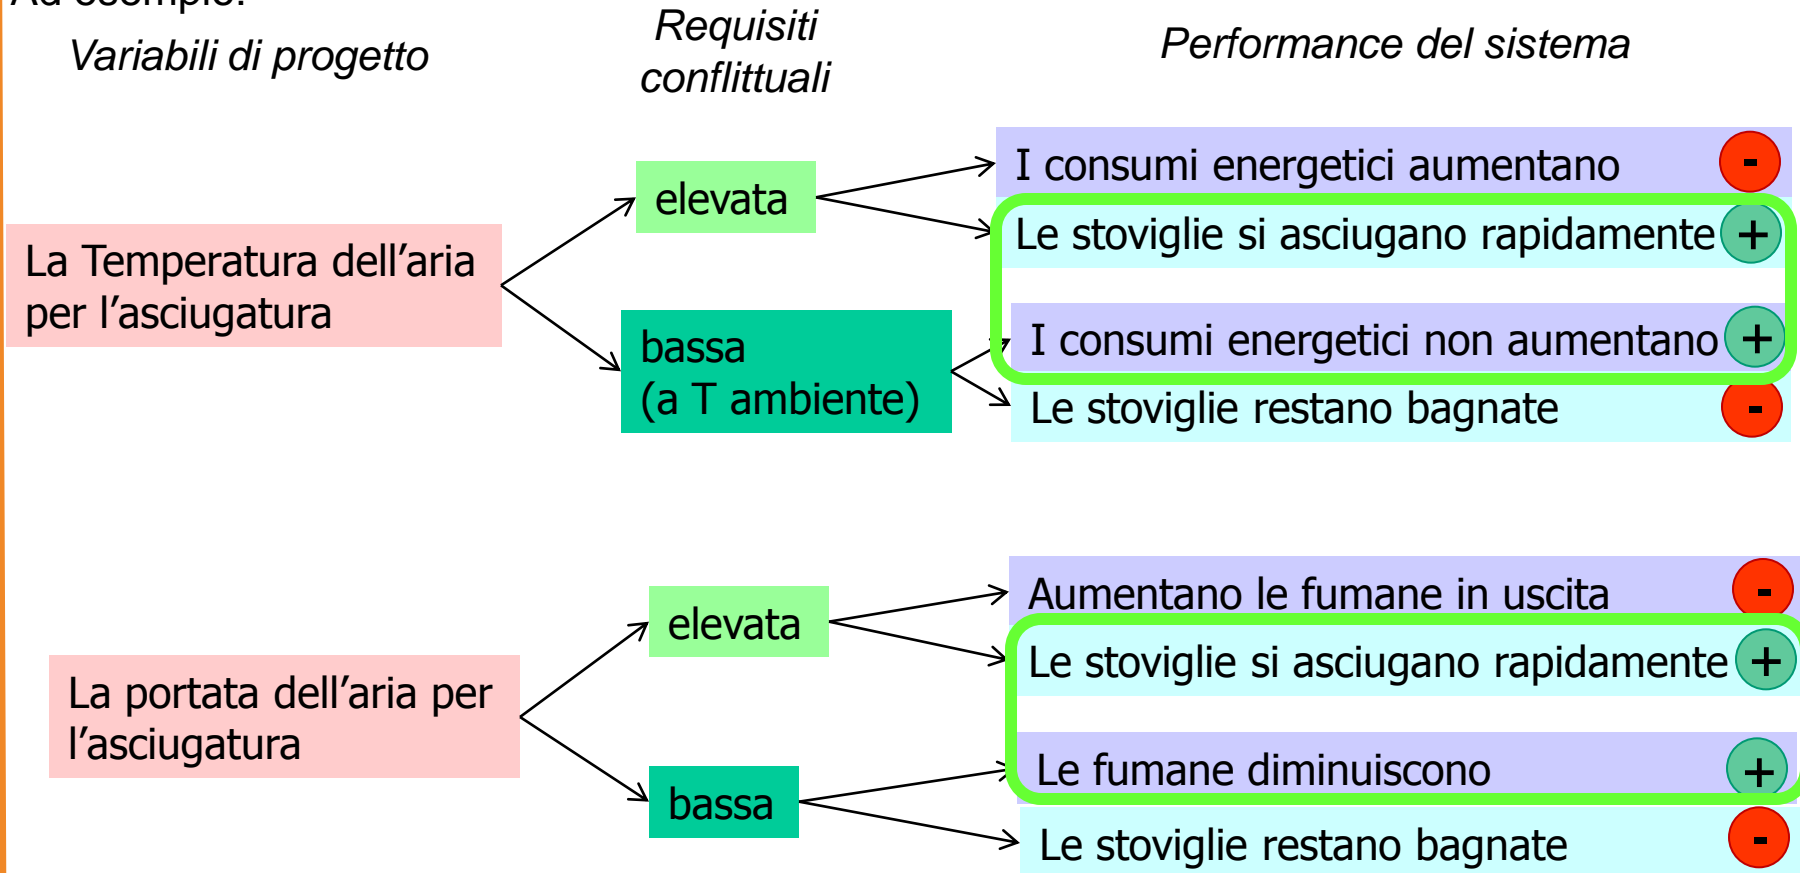 Ad esempio:
Variabili di progetto
Requisiti
conflittuali
Performance del sistema
La Temperatura dell'aria
per l'asciugatura
elevata
I consumi energetici aumentano -
Le stoviglie si asciugano rapidamente +
bassa
(a T ambiente)
I consumi energetici non aumentano +
Le stoviglie restano bagnate -
La portata dell'aria per
l'asciugatura
elevata
Aumentano le fumane in uscita -
Le stoviglie si asciugano rapidamente +
bassa
Le fumane diminuiscono +
Le stoviglie restano bagnate -